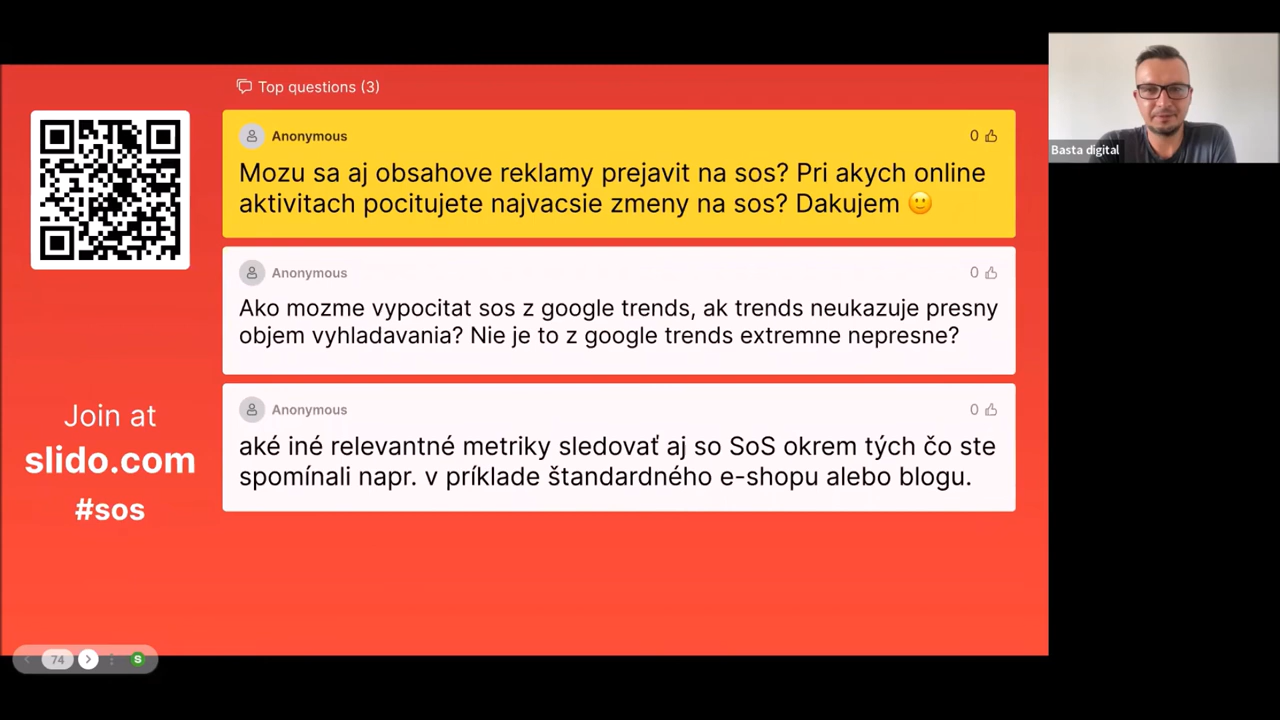 Top questions (3)
Anonymous
0
Mozu sa aj obsahove reklamy prejavit na sos? Pri akych online
aktivitach pocitujete najvacsie zmeny na sos? Dakujem 🙂
Anonymous
0
Ako mozme vypocitat sos z google trends, ak trends neukazuje presny
objem vyhladavania? Nie je to z google trends extremne nepresne?
Anonymous
0
aké iné relevantné metriky sledovať aj so SoS okrem tých čo ste
spomínali napr. v príklade štandardného e-shopu alebo blogu.
Join at
slido.com
#sos
74
S
Basta digital